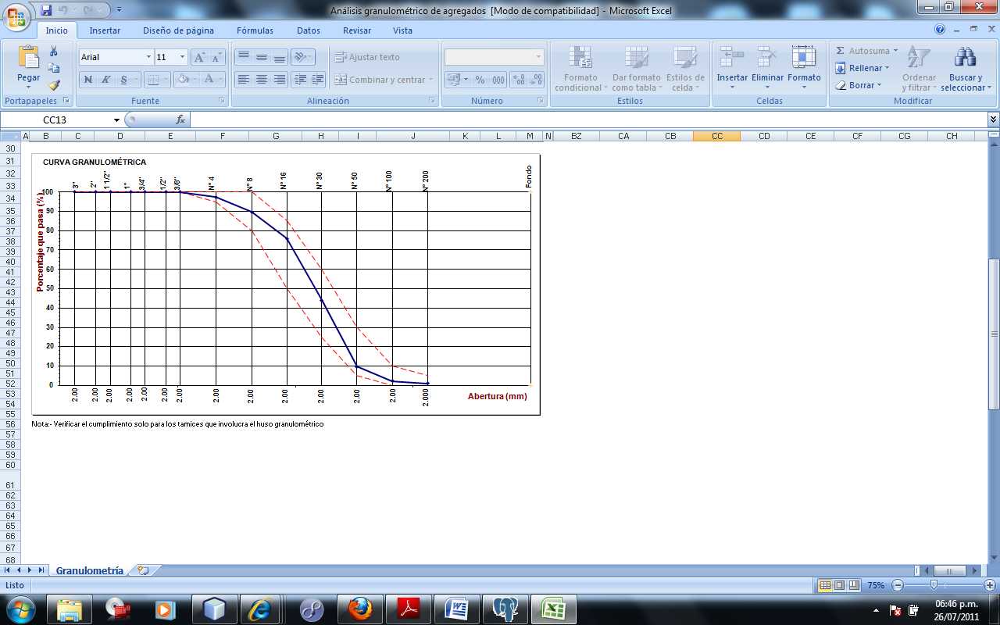 Análisis granulométrico de agregados [Modo de compatibilidad] - Microsoft Excel
Inicio Insertar Diseño de página Fórmulas Datos Revisar Vista
Pegar
Arial 11
N K S
Ajustar texto
Combinar y centrar
% 000
Formato condicional
Dar formato como tabla
Estilos de celda
Insertar Eliminar Formato
Σ Autosuma
Rellenar
Borrar
Ordenar y filtrar
Buscar y seleccionar
Portapapeles Fuente Alineación Número Estilos Celdas Modificar
CC13 fx
A B C D E F G H I J K L M N BZ CA CB CC CD CE CF CG CH
30
31
32
33
34
35
36
37
38
39
40
41
42
43
44
45
46
47
48
49
50
51
52
53
54
55
56
57
58
59
60
61
62
63
64
65
66
67
68
CURVA GRANULOMÉTRICA
3" 2" 1 1/2" 1" 3/4" 1/2" 3/8" N° 4 N° 8 N° 16 N° 30 N° 50 N° 100 N° 200 Fondo
Porcentaje que pasa (%)
100
90
80
70
60
50
40
30
20
10
0
2.00 2.00 2.00 2.00 2.00 2.00 2.00 2.00 2.00 2.00 2.00 2.00 2.00 2.000
Abertura (mm)
Nota:- Verificar el cumplimiento solo para los tamices que involucra el huso granulométrico
Granulometría
Listo 75%
06:46 p.m.
26/07/2011